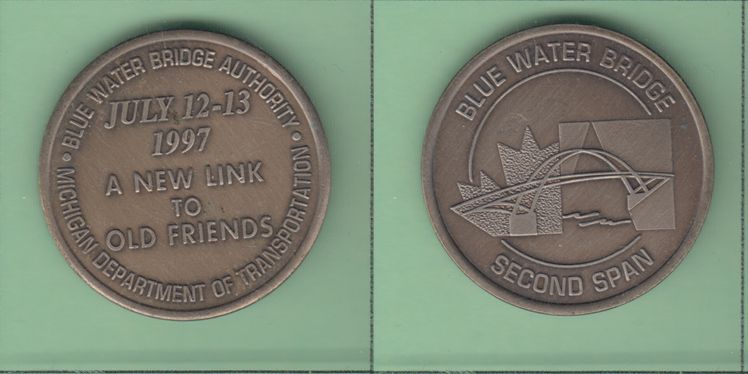 • BLUE WATER BRIDGE AUTHORITY •
JULY 12-13
1997
A NEW LINK
TO
OLD FRIENDS
MICHIGAN DEPARTMENT OF TRANSPORTATION
BLUE WATER BRIDGE
SECOND SPAN